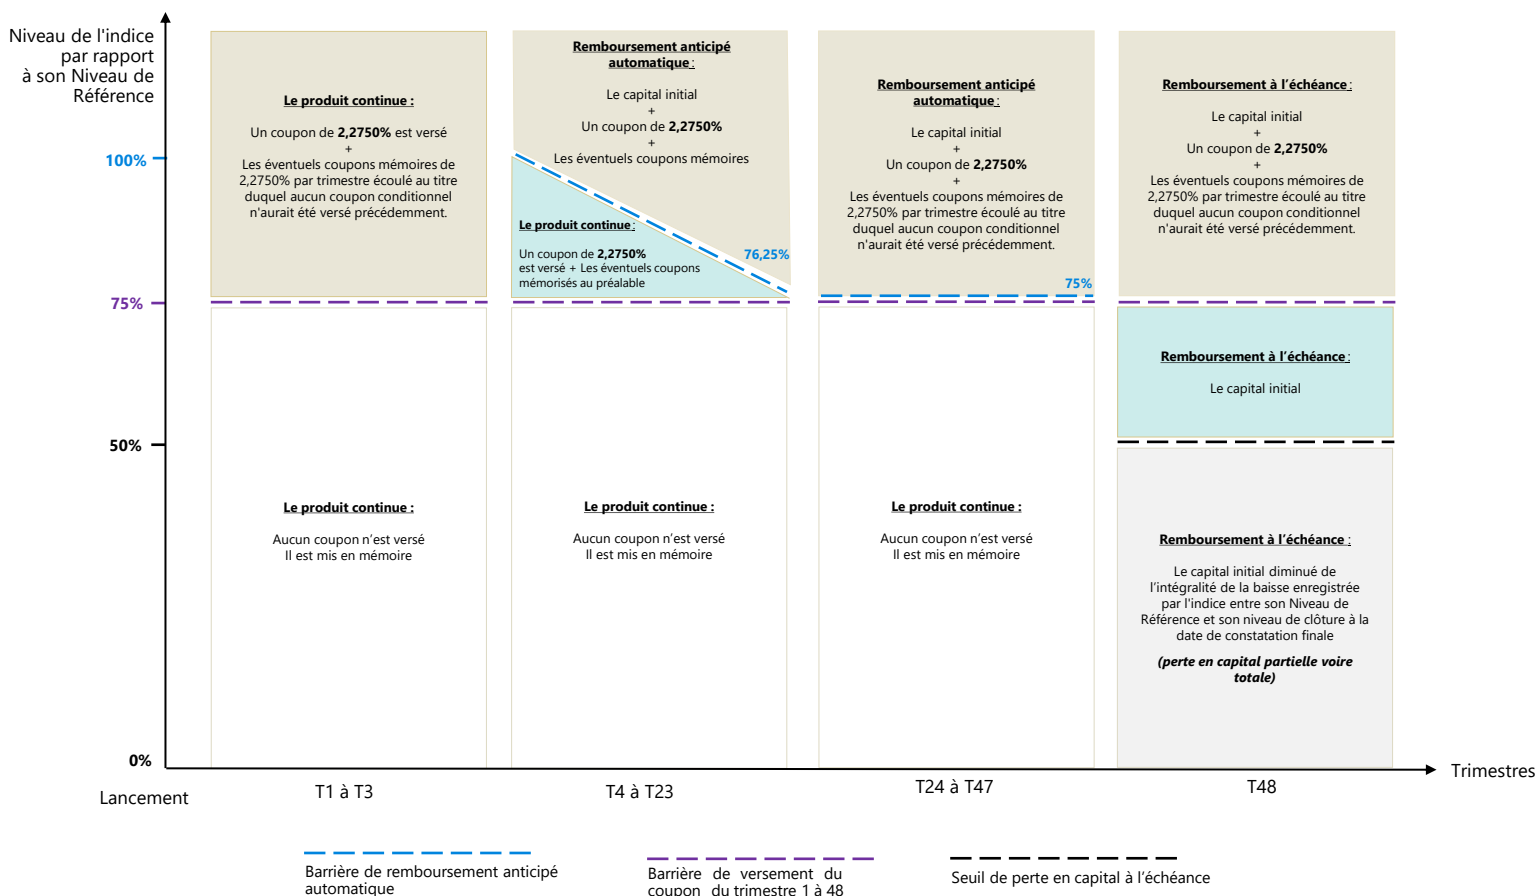 Niveau de l'indice
par rapport
à son Niveau de
Référence
100%
75%
50%
0%
Lancement
Le produit continue :
Un coupon de 2,2750% est versé
+
Les éventuels coupons mémoires de
2,2750% par trimestre écoulé au titre
duquel aucun coupon conditionnel
n'aurait été versé précédemment.
Le produit continue :
Aucun coupon n'est versé
Il est mis en mémoire
T1 à T3
Remboursement anticipé
automatique :
Le capital initial
+
Un coupon de 2,2750%
+
Les éventuels coupons mémoires
76,25%
Le produit continue :
Un coupon de 2,2750%
est versé + Les éventuels coupons
mémorisés au préalable
Le produit continue :
Aucun coupon n'est versé
Il est mis en mémoire
T4 à T23
Remboursement anticipé
automatique :
Le capital initial
+
Un coupon de 2,2750%
+
Les éventuels coupons mémoires de
2,2750% par trimestre écoulé au titre
duquel aucun coupon conditionnel
n'aurait été versé précédemment.
75%
Le produit continue :
Aucun coupon n'est versé
Il est mis en mémoire
T24 à T47
Remboursement à l'échéance :
Le capital initial
+
Un coupon de 2,2750%
+
Les éventuels coupons mémoires de
2,2750% par trimestre écoulé au titre
duquel aucun coupon conditionnel
n'aurait été versé précédemment.
Remboursement à l'échéance :
Le capital initial
Remboursement à l'échéance :
Le capital initial diminué de
l'intégralité de la baisse enregistrée
par l'indice entre son Niveau de
Référence et son niveau de clôture à la
date de constatation finale
(perte en capital partielle voire
totale)
T48
Trimestres
Barrière de remboursement anticipé
automatique
Barrière de versement du
coupon du trimestre 1 à 48
Seuil de perte en capital à l'échéance